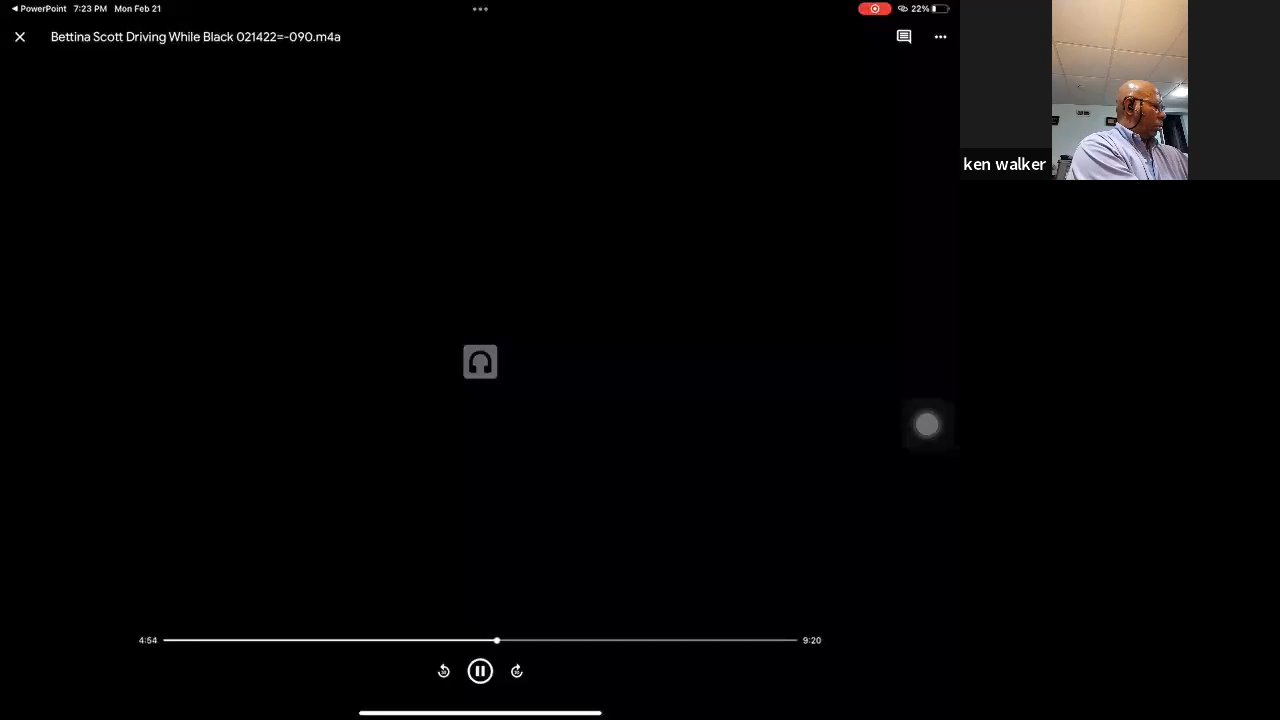 ◀ PowerPoint 7:23 PM Mon Feb 21
22%
Bettina Scott Driving While Black 021422=-090.m4a
ken walker
4:54
9:20